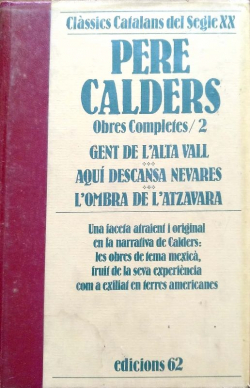 Clàssics Catalans del Segle XX
PERE
CALDERS
Obres Completes/2
GENT DE L'ALTA VALL
AQUÍ DESCANSA NEVARES
L'OMBRA DE L'ATZAVARA
Una faceta atraient i original
en la narrativa de Calders:
les obres de tema mexicà,
fruit de la seva experiència
com a exiliat en terres americanes
edicions 62